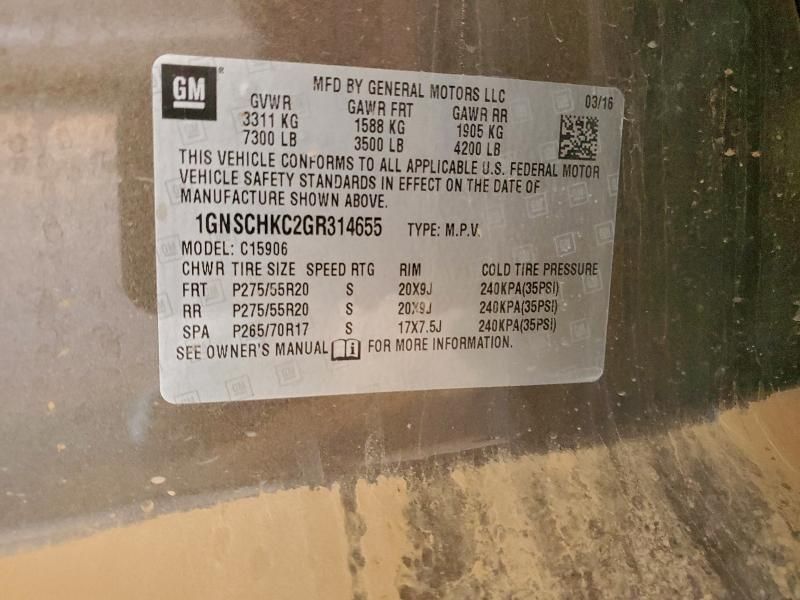 GM
MFD BY GENERAL MOTORS LLC
03/16
GVWR GAWR FRT GAWR RR
3311 KG 1588 KG 1905 KG
7300 LB 3500 LB 4200 LB
THIS VEHICLE CONFORMS TO ALL APPLICABLE U.S. FEDERAL MOTOR
VEHICLE SAFETY STANDARDS IN EFFECT ON THE DATE OF
MANUFACTURE SHOWN ABOVE.
1GNSCHKC2GR314655 TYPE: M.P.V.
MODEL: C15906
CHWR TIRE SIZE SPEED RTG RIM COLD TIRE PRESSURE
FRT P275/55R20 S 20X9J 240KPA(35PSI)
RR P275/55R20 S 20X9J 240KPA(35PSI)
SPA P265/70R17 S 17X7.5J 240KPA(35PSI)
SEE OWNER'S MANUAL FOR MORE INFORMATION.